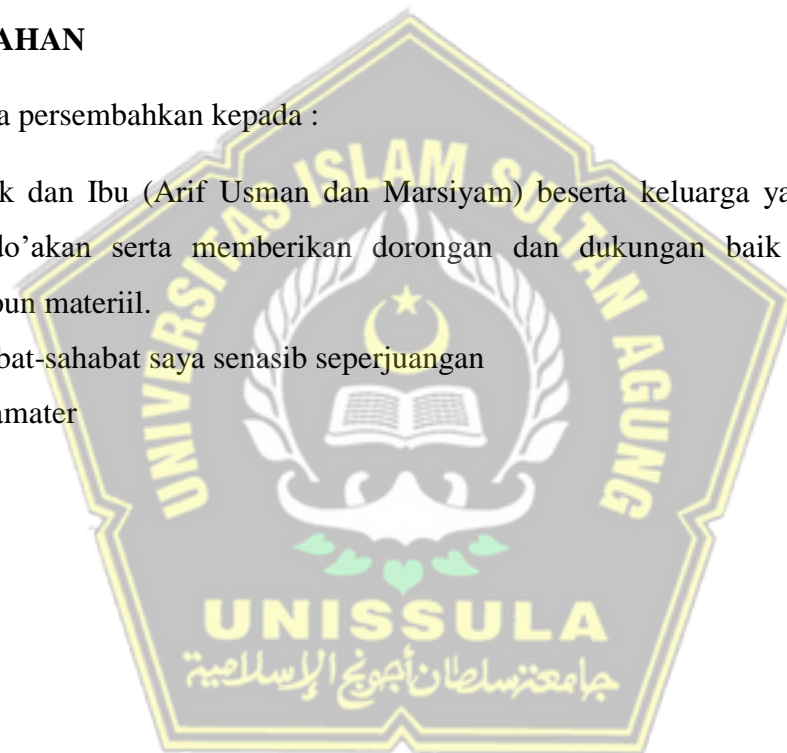 AHAN
a persembahkan kepada :
k dan Ibu (Arif Usman dan Marsiyam) beserta keluarga ya
do’akan serta memberikan dorongan dan dukungan baik
pun materiil.
bat-sahabat saya senasib seperjuangan
amater
UNIVERSITAS ISLAM SULTAN AGUNG
UNISSULA
جامعة سلطان أجونج الإسلامية